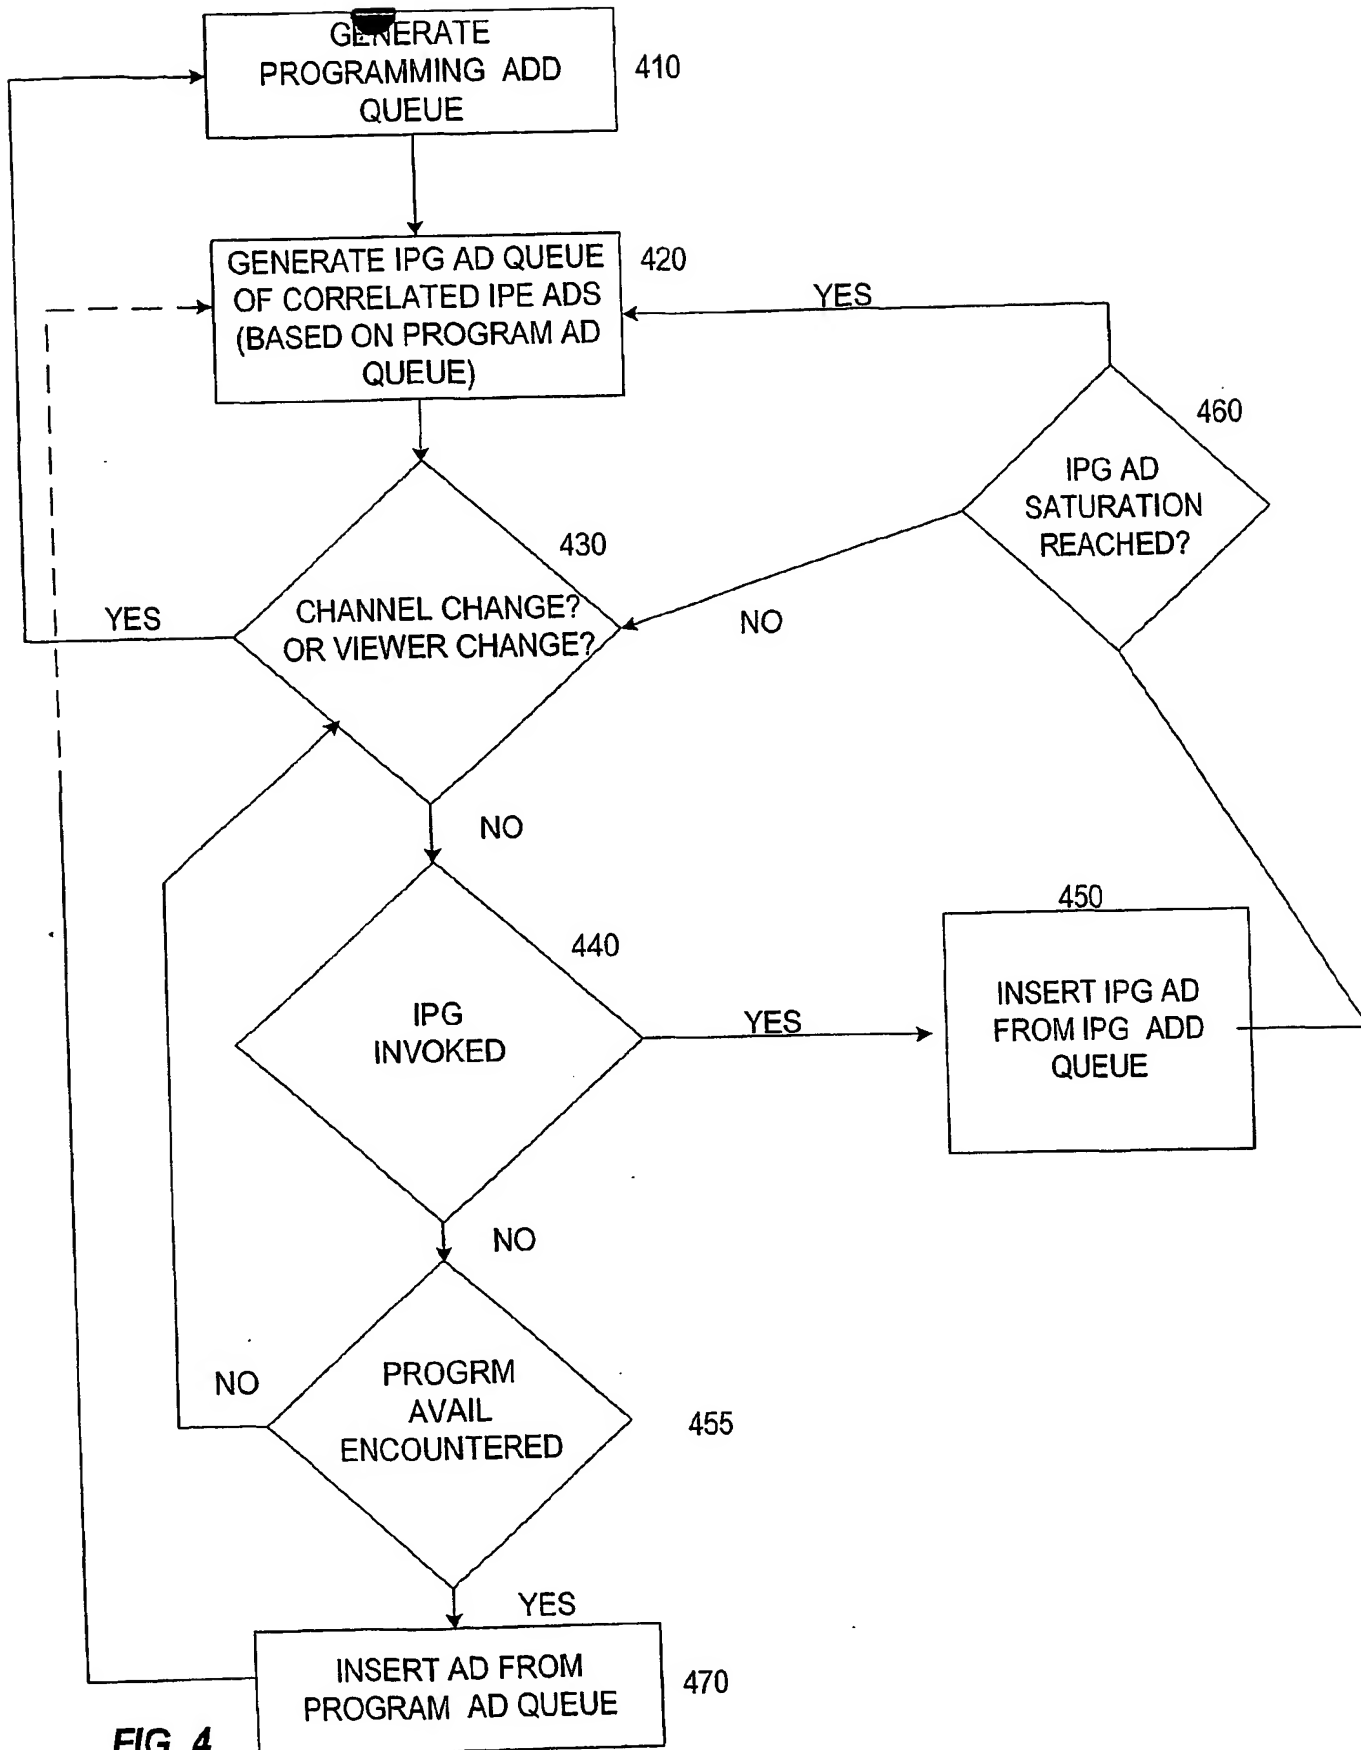 GENERATE
PROGRAMMING ADD
QUEUE
410
GENERATE IPG AD QUEUE
OF CORRELATED IPE ADS
(BASED ON PROGRAM AD
QUEUE)
420
YES
460
IPG AD
SATURATION
REACHED?
430
CHANNEL CHANGE?
OR VIEWER CHANGE?
YES
NO
NO
440
IPG
INVOKED
YES
450
INSERT IPG AD
FROM IPG ADD
QUEUE
NO
PROGRM
AVAIL
ENCOUNTERED
NO
455
YES
INSERT AD FROM
PROGRAM AD QUEUE
470
FIG. 4